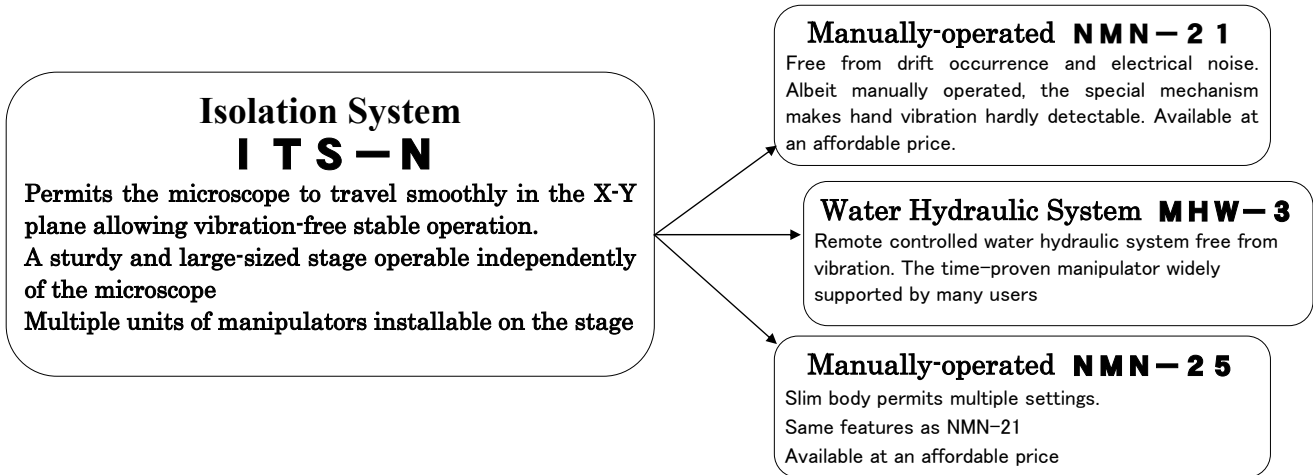 Isolation System
ITS−N
Permits the microscope to travel smoothly in the X-Y
plane allowing vibration-free stable operation.
A sturdy and large-sized stage operable independently
of the microscope
Multiple units of manipulators installable on the stage
Manually-operated NMN−21
Free from drift occurrence and electrical noise.
Albeit manually operated, the special mechanism
makes hand vibration hardly detectable. Available at
an affordable price.
Water Hydraulic System MHW−3
Remote controlled water hydraulic system free from
vibration. The time-proven manipulator widely
supported by many users
Manually-operated NMN−25
Slim body permits multiple settings.
Same features as NMN-21
Available at an affordable price